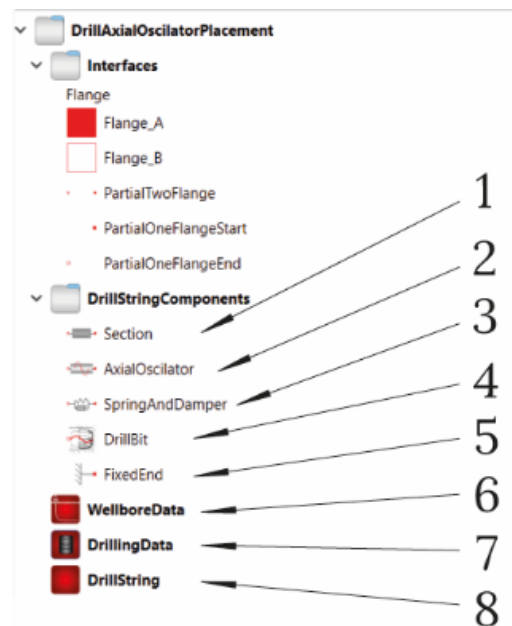 DrillAxialOscilatorPlacement
Interfaces
Flange
Flange_A
Flange_B
PartialTwoFlange
PartialOneFlangeStart
PartialOneFlangeEnd
DrillStringComponents
Section
AxialOscilator
SpringAndDamper
DrillBit
FixedEnd
WellboreData
DrillingData
DrillString
1
2
3
4
5
6
7
8